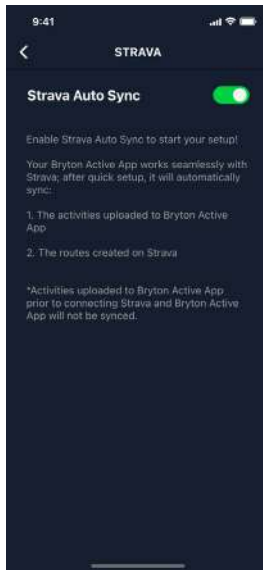 9:41
STRAVA
Strava Auto Sync
Enable Strava Auto Sync to start your setup!
Your Bryton Active App works seamlessly with
Strava; after quick setup, it will automatically
sync:
1. The activities uploaded to Bryton Active
App
2. The routes created on Strava
*Activities uploaded to Bryton Active App
prior to connecting Strava and Bryton Active
App will not be synced.